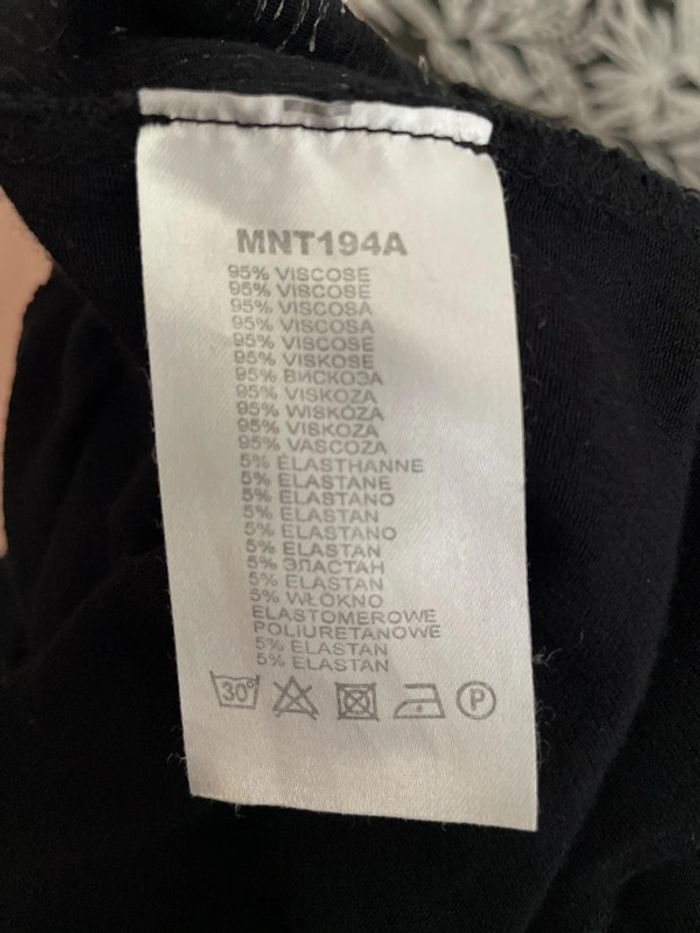 MNT194A
95% VISCOSE
95% VISCOSE
95% VISCOSA
95% VISCOSA
95% VISCOSE
95% VISKOSE
95% ВИСКОЗА
95% VISKOZA
95% WISKÓZA
95% VISKOZA
95% VASCOZA
5% ÉLASTHANNE
5% ELASTANE
5% ELASTANO
5% ELASTAN
5% ELASTANO
5% ELASTAN
5% ЭЛАСТАН
5% ELASTAN
5% WŁOKNO
ELASTOMEROWE
POLIURETANOWE
5% ELASTAN
5% ELASTAN
30° P